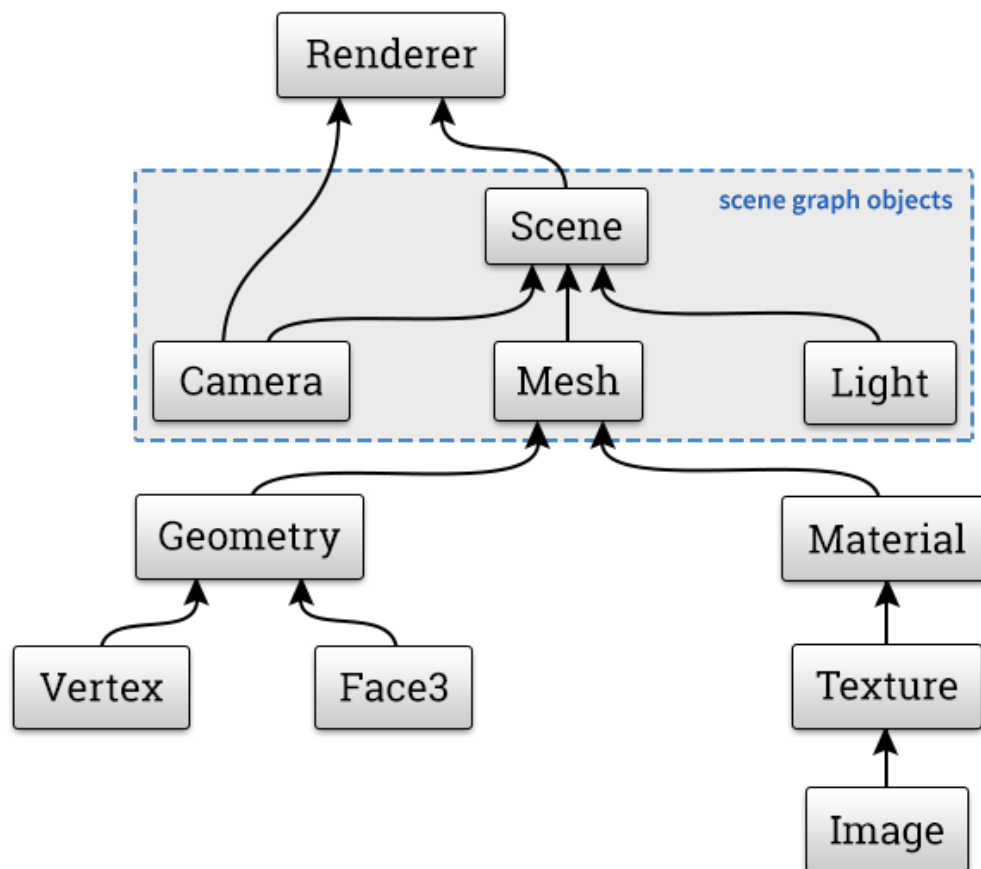 Renderer
scene graph objects
Scene
Camera
Mesh
Light
Geometry
Material
Vertex
Face3
Texture
Image